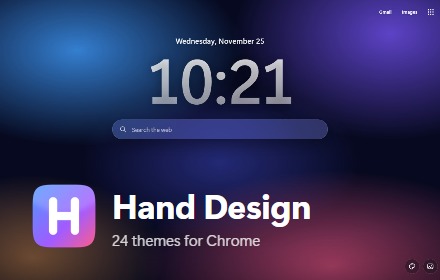 Gmail Images
Wednesday, November 25
10:21
Search the web
H
Hand Design
24 themes for Chrome